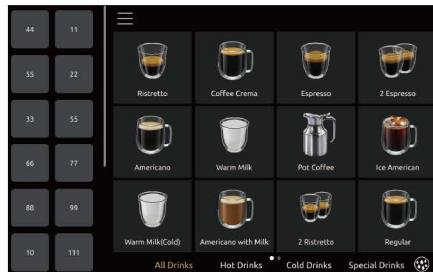 44 11
55 22
33 55
66 77
88 99
10 111
Ristretto Coffee Crema Espresso 2 Espresso
Americano Warm Milk Pot Coffee Ice American
Warm Milk(Cold) Americano with Milk 2 Ristretto Regular
All Drinks Hot Drinks Cold Drinks Special Drinks